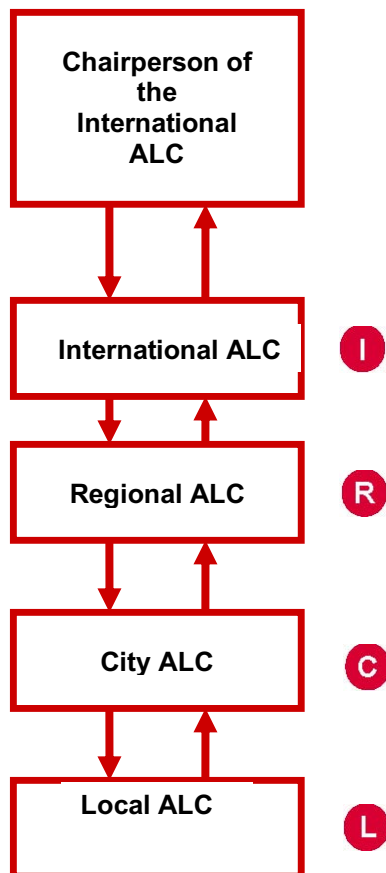 Chairperson of
the
International
ALC
International ALC
I
Regional ALC
R
City ALC
C
Local ALC
L